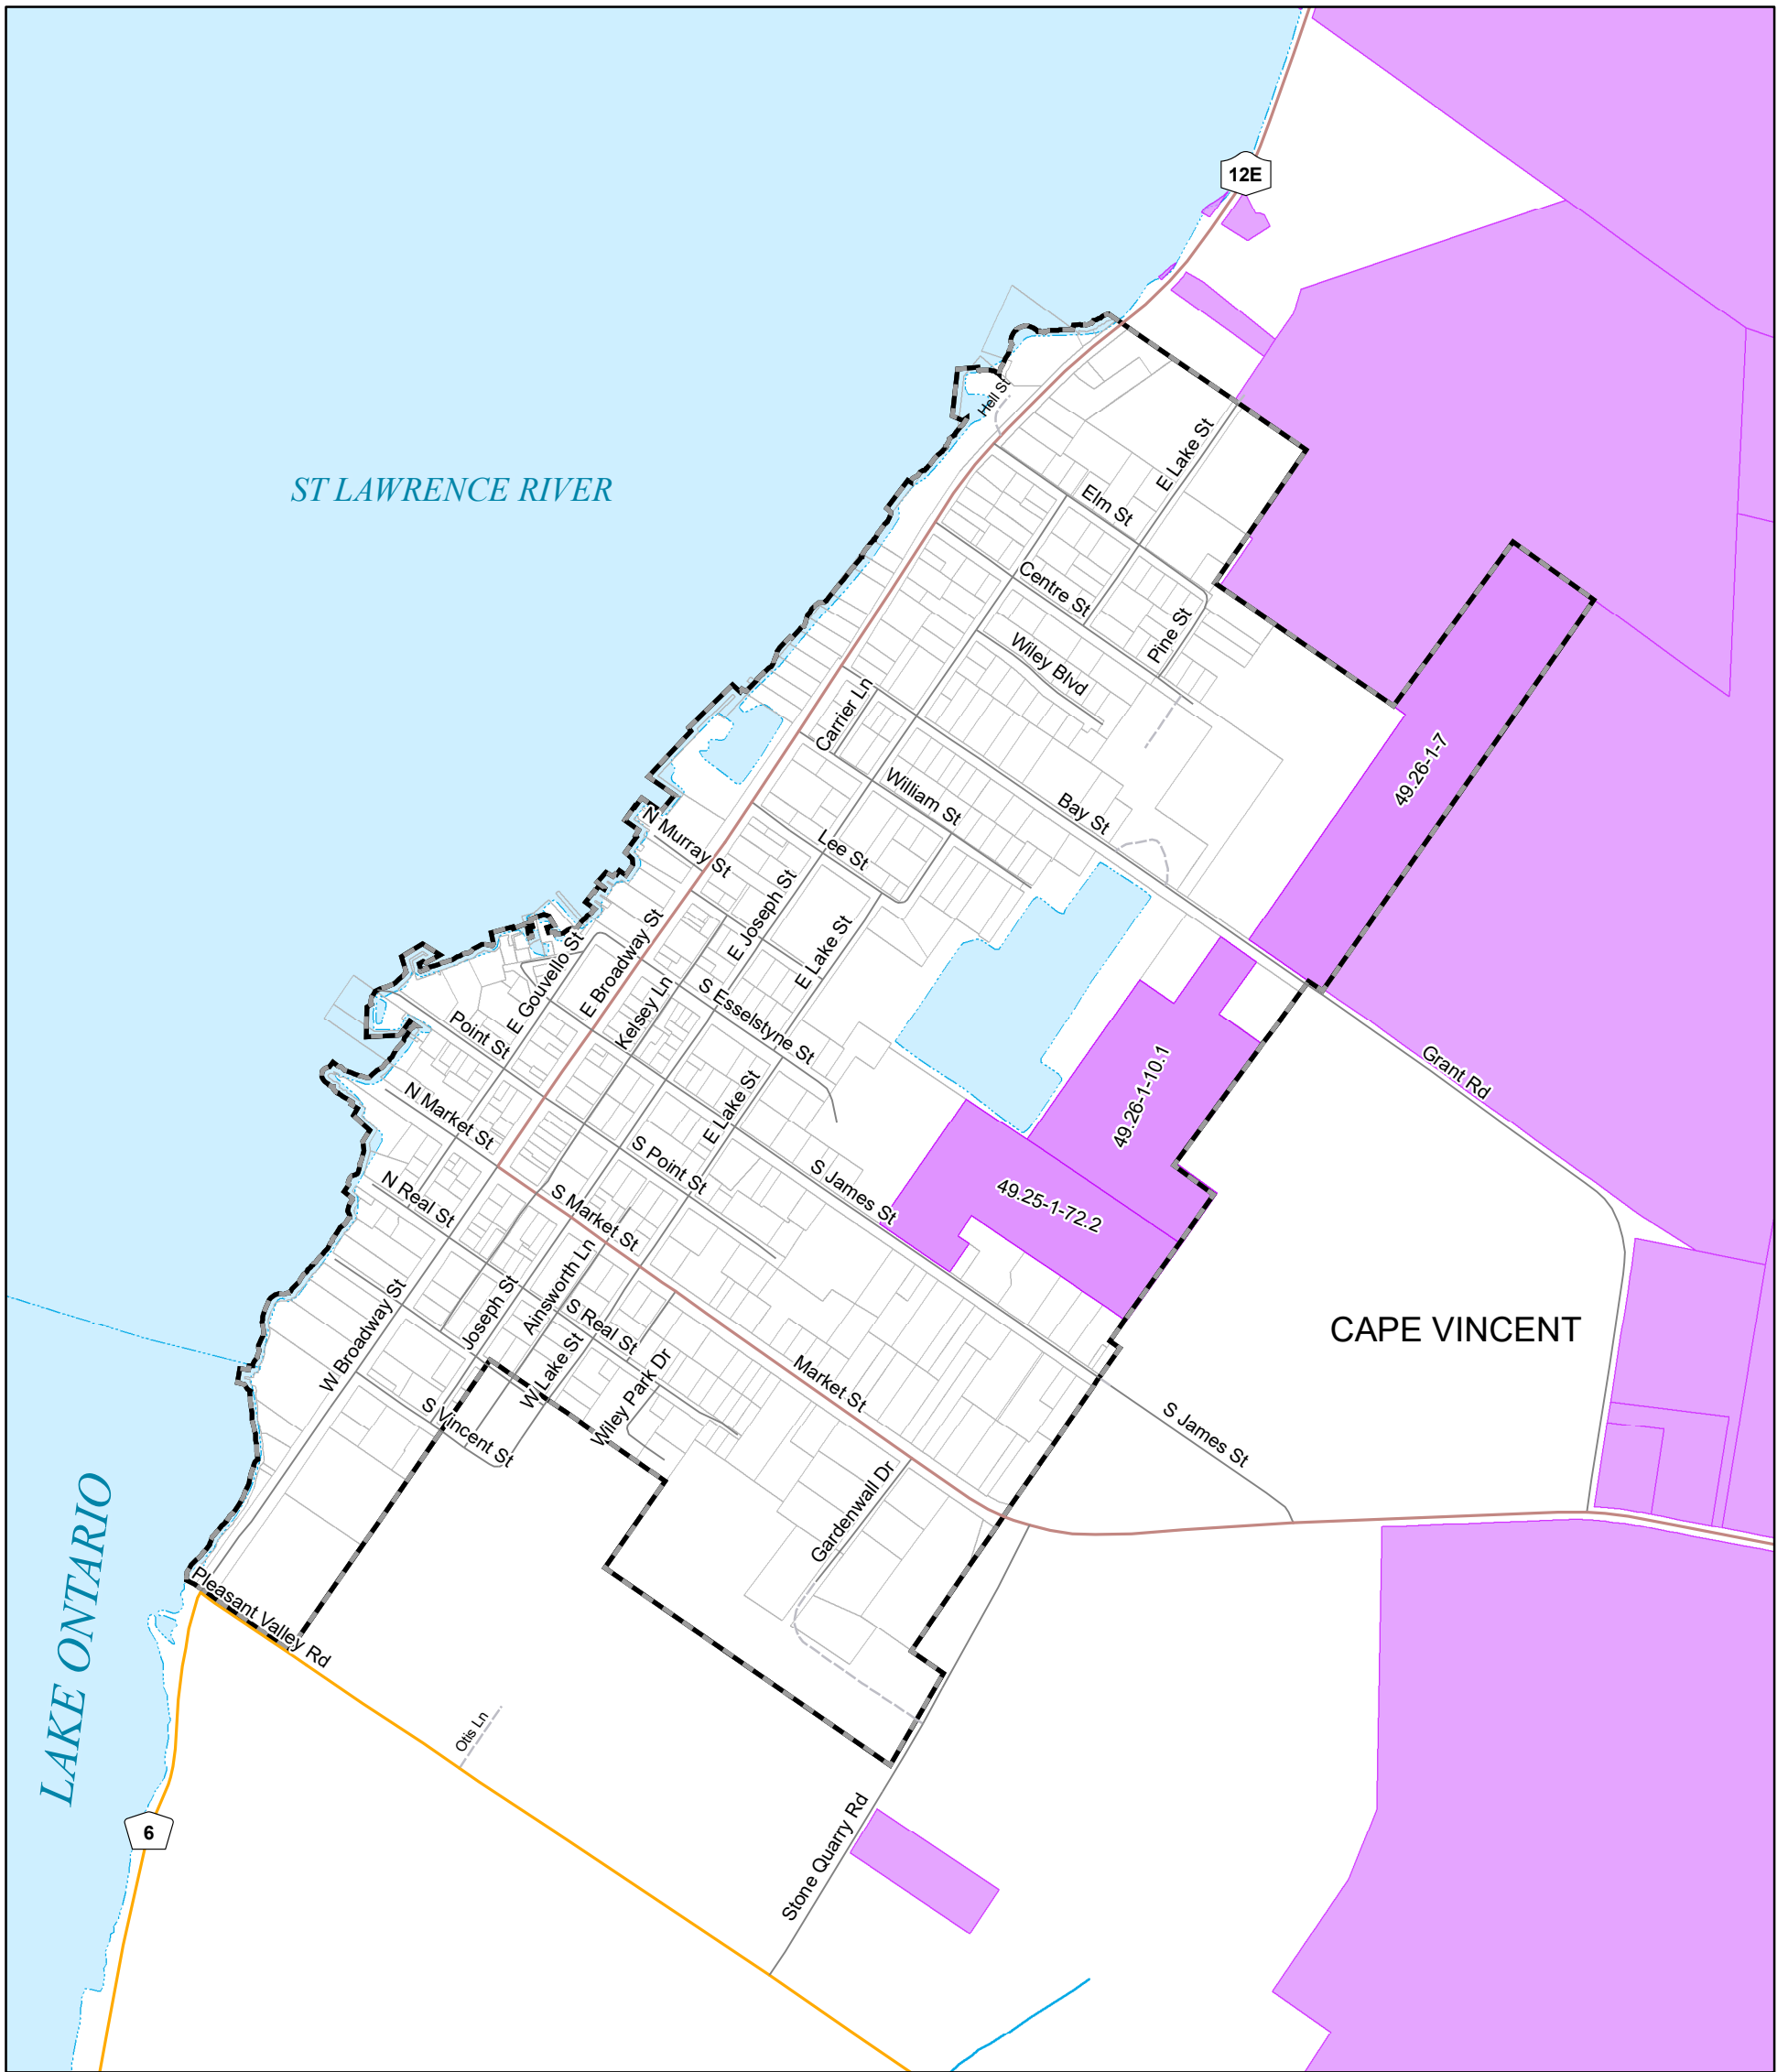 12E
ST LAWRENCE RIVER
Hell St
E Lake St
Elm St
Centre St
Pine St
Wiley Blvd
Carrier Ln
49.26-1-7
William St
Bay St
N Murray St
Lee St
E Joseph St
E Lake St
E Broadway St
E Gouvello St
Kelsey Ln
S Esselstyne St
Point St
Grant Rd
49.26-1-10.1
N Market St
E Lake St
S Point St
S James St
49.25-1-72.2
N Real St
S Market St
Ainsworth Ln
Joseph St
W Broadway St
S Real St
W Lake St
CAPE VINCENT
Wiley Park Dr
Market St
S Vincent St
S James St
Gardenwall Dr
LAKE ONTARIO
Pleasant Valley Rd
Otis Ln
6
Stone Quarry Rd